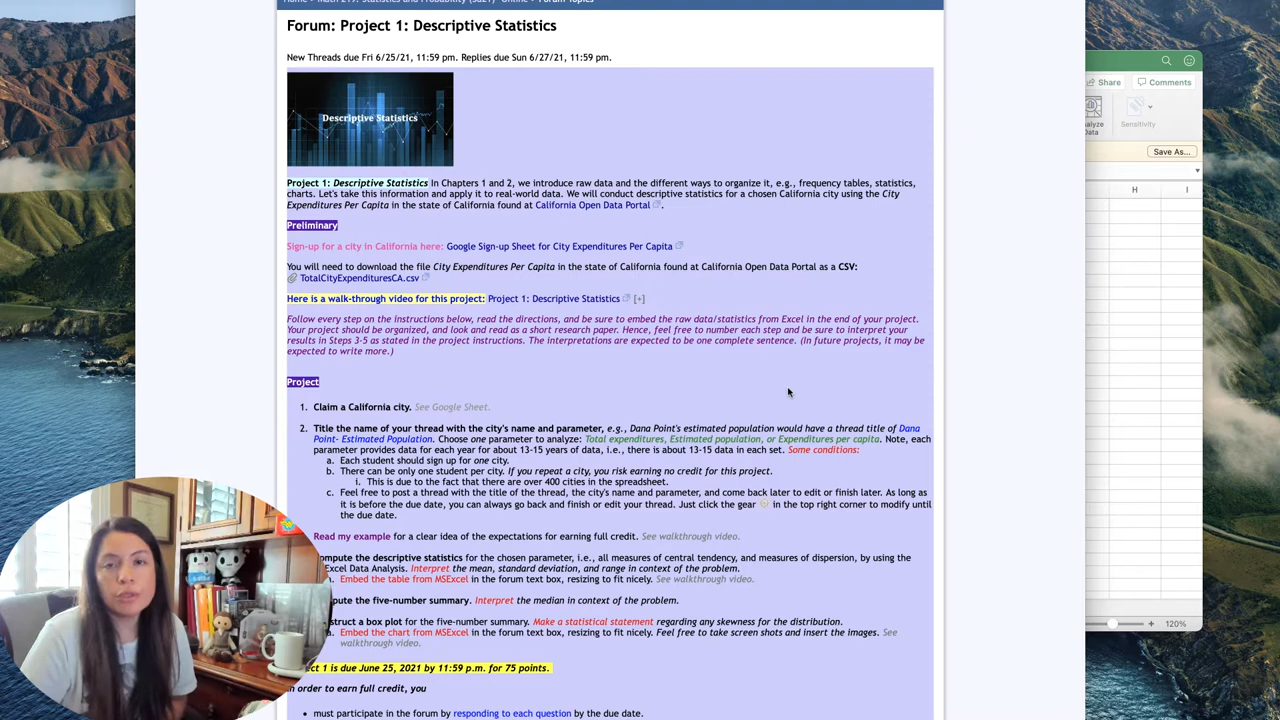 Forum: Project 1: Descriptive Statistics
New Threads due Fri 6/25/21, 11:59 pm. Replies due Sun 6/27/21, 11:59 pm.
Descriptive Statistics
Project 1: Descriptive Statistics In Chapters 1 and 2, we introduce raw data and the different ways to organize it, e.g., frequency tables, statistics,
charts. Let's take this information and apply it to real-world data. We will conduct descriptive statistics for a chosen California city using the City
Expenditures Per Capita in the state of California found at California Open Data Portal.
Preliminary
Sign-up for a city in California here: Google Sign-up Sheet for City Expenditures Per Capita
You will need to download the file City Expenditures Per Capita in the state of California found at California Open Data Portal as a CSV:
TotalCityExpendituresCA.csv
Here is a walk-through video for this project: Project 1: Descriptive Statistics [+]
Follow every step on the instructions below, read the directions, and be sure to embed the raw data/statistics from Excel in the end of your project.
Your project should be organized, and look and read as a short research paper. Hence, feel free to number each step and be sure to interpret your
results in Steps 3-5 as stated in the project instructions. The interpretations are expected to be one complete sentence. (In future projects, it may be
expected to write more.)
Project
1. Claim a California city. See Google Sheet.
2. Title the name of your thread with the city's name and parameter, e.g., Dana Point's estimated population would have a thread title of Dana
Point- Estimated Population. Choose one parameter to analyze: Total expenditures, Estimated population, or Expenditures per capita. Note, each
parameter provides data for each year for about 13-15 years of data, i.e., there is about 13-15 data in each set. Some conditions:
a. Each student should sign up for one city.
b. There can be only one student per city. If you repeat a city, you risk earning no credit for this project.
i. This is due to the fact that there are over 400 cities in the spreadsheet.
c. Feel free to post a thread with the title of the thread, the city's name and parameter, and come back later to edit or finish later. As long as
it is before the due date, you can always go back and finish or edit your thread. Just click the gear in the top right corner to modify until
the due date.
Read my example for a clear idea of the expectations for earning full credit. See walkthrough video.
ompute the descriptive statistics for the chosen parameter, i.e., all measures of central tendency, and measures of dispersion, by using the
Excel Data Analysis. Interpret the mean, standard deviation, and range in context of the problem.
Embed the table from MSExcel in the forum text box, resizing to fit nicely. See walkthrough video.
pute the five-number summary. Interpret the median in context of the problem.
struct a box plot for the five-number summary. Make a statistical statement regarding any skewness for the distribution.
a. Embed the chart from MSExcel in the forum text box, resizing to fit nicely. Feel free to take screen shots and insert the images. See
walkthrough video.
ect 1 is due June 25, 2021 by 11:59 p.m. for 75 points.
n order to earn full credit, you
• must participate in the forum by responding to each question by the due date.
Share
Comments
alyze
Data
Sensitivity
Save As...
H
I
120%